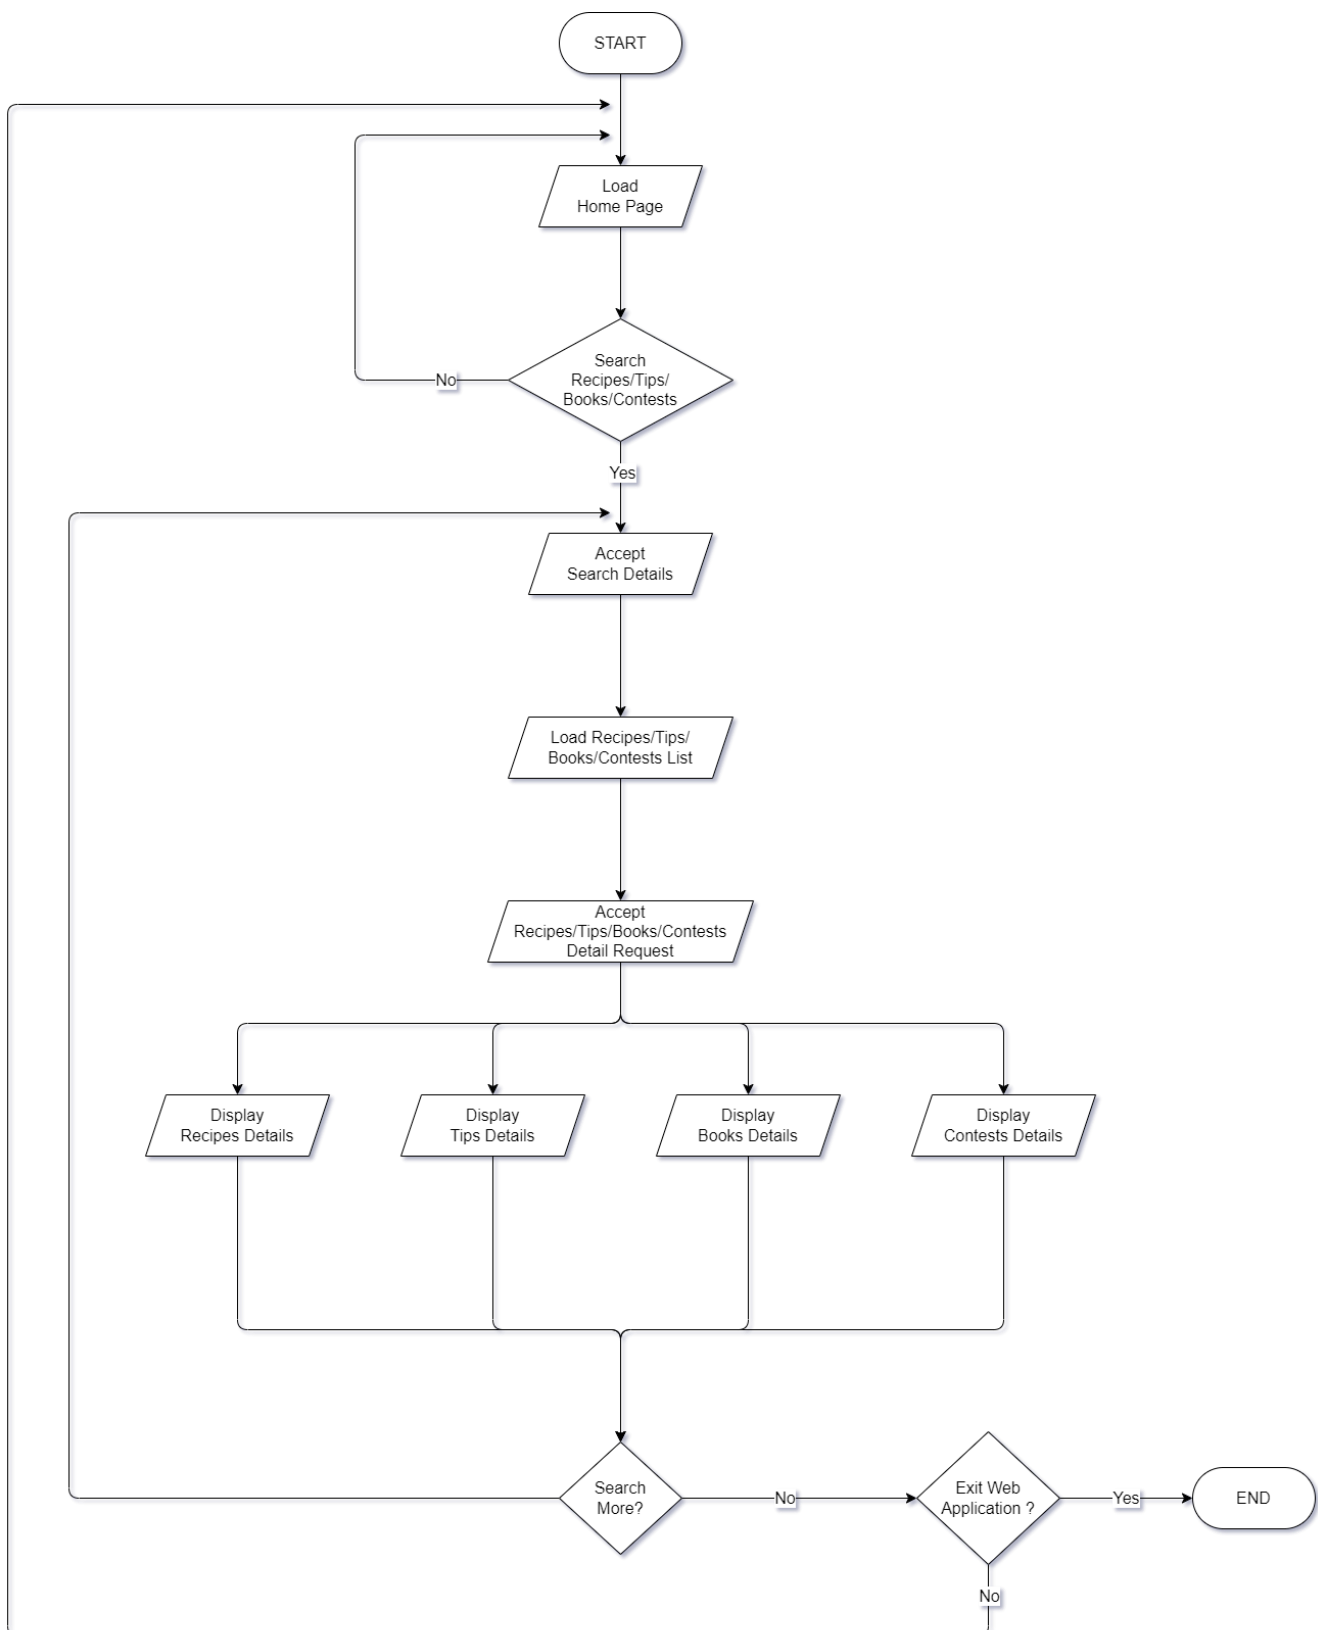 START
Load
Home Page
Search
Recipes/Tips/
Books/Contests
No
Yes
Accept
Search Details
Load Recipes/Tips/
Books/Contests List
Accept
Recipes/Tips/Books/Contests
Detail Request
Display
Recipes Details
Display
Tips Details
Display
Books Details
Display
Contests Details
Search
More?
No
Exit Web
Application ?
Yes
END
No